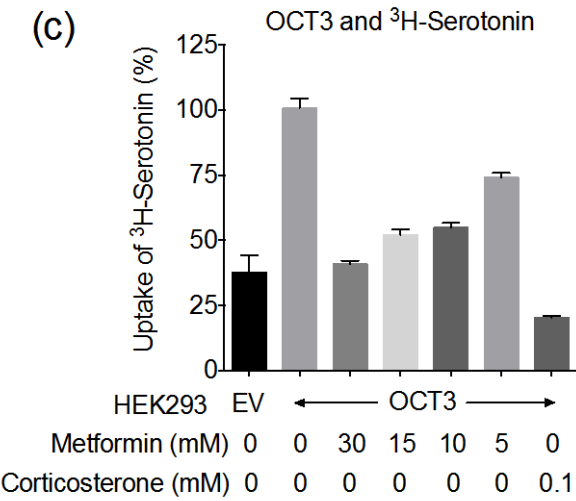 (c) OCT3 and ³H-Serotonin
Uptake of ³H-Serotonin (%)
125
100
75
50
25
0
HEK293 EV OCT3
Metformin (mM) 0 0 30 15 10 5 0
Corticosterone (mM) 0 0 0 0 0 0 0.1